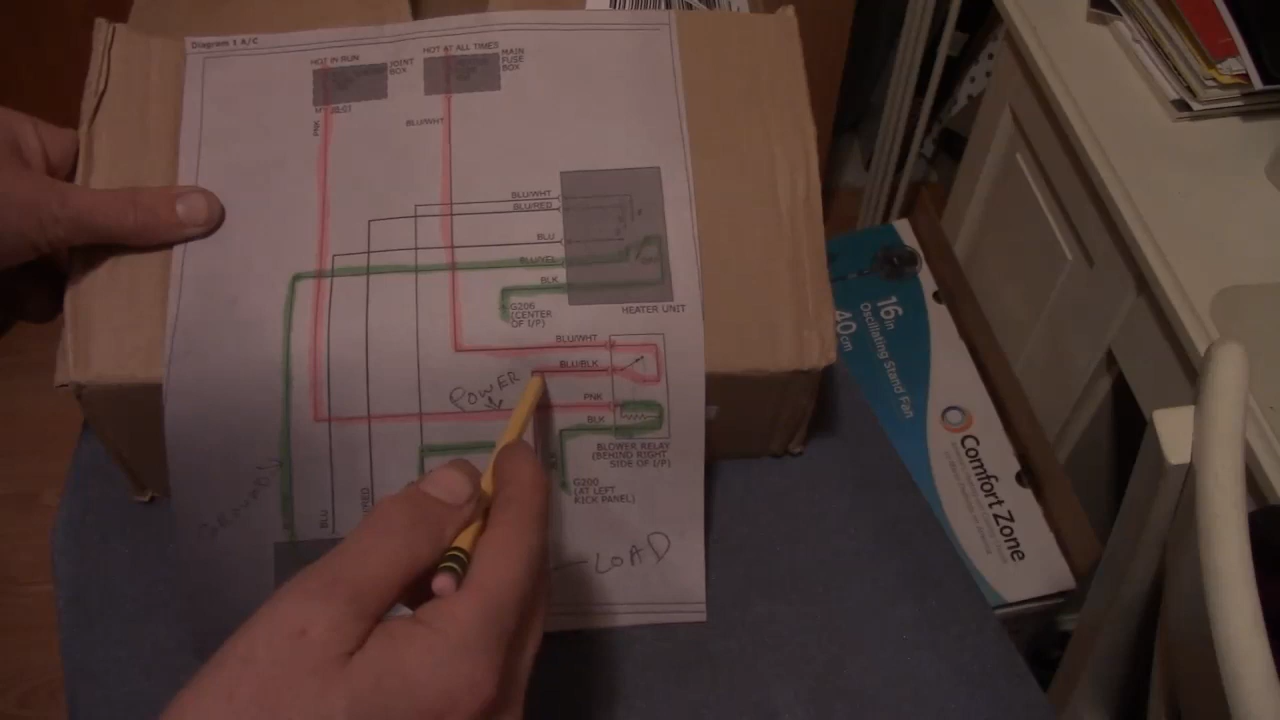 Diagram 1 A/C
HOT IN RUN
JOINT
BOX
HOT AT ALL TIMES
MAIN
FUSE
BOX
PNK
BLU/WHT
BLU/WHT
BLU/RED
BLU
BLU/YEL
BLK
G206
(CENTER
OF I/P)
HEATER UNIT
BLU/WHT
BLU/BLK
POWER
PNK
BLK
BLOWER RELAY
(BEHIND RIGHT
SIDE OF I/P)
G200
(AT LEFT
KICK PANEL)
BLU
LOAD
16in
40cm
Oscillating Stand Fan
Comfort Zone